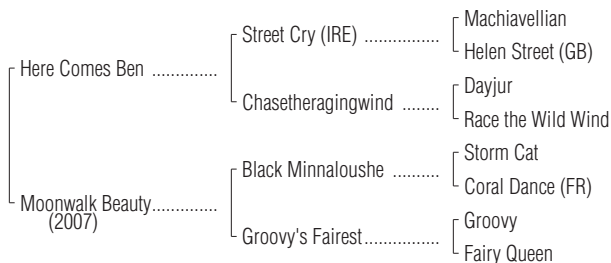 Here Comes Ben ..............
Moonwalk Beauty..............
(2007)
Street Cry (IRE) ................
Chasetheragingwind ........
Black Minnaloushe ..........
Groovy's Fairest................
Machiavellian
Helen Street (GB)
Dayjur
Race the Wild Wind
Storm Cat
Coral Dance (FR)
Groovy
Fairy Queen